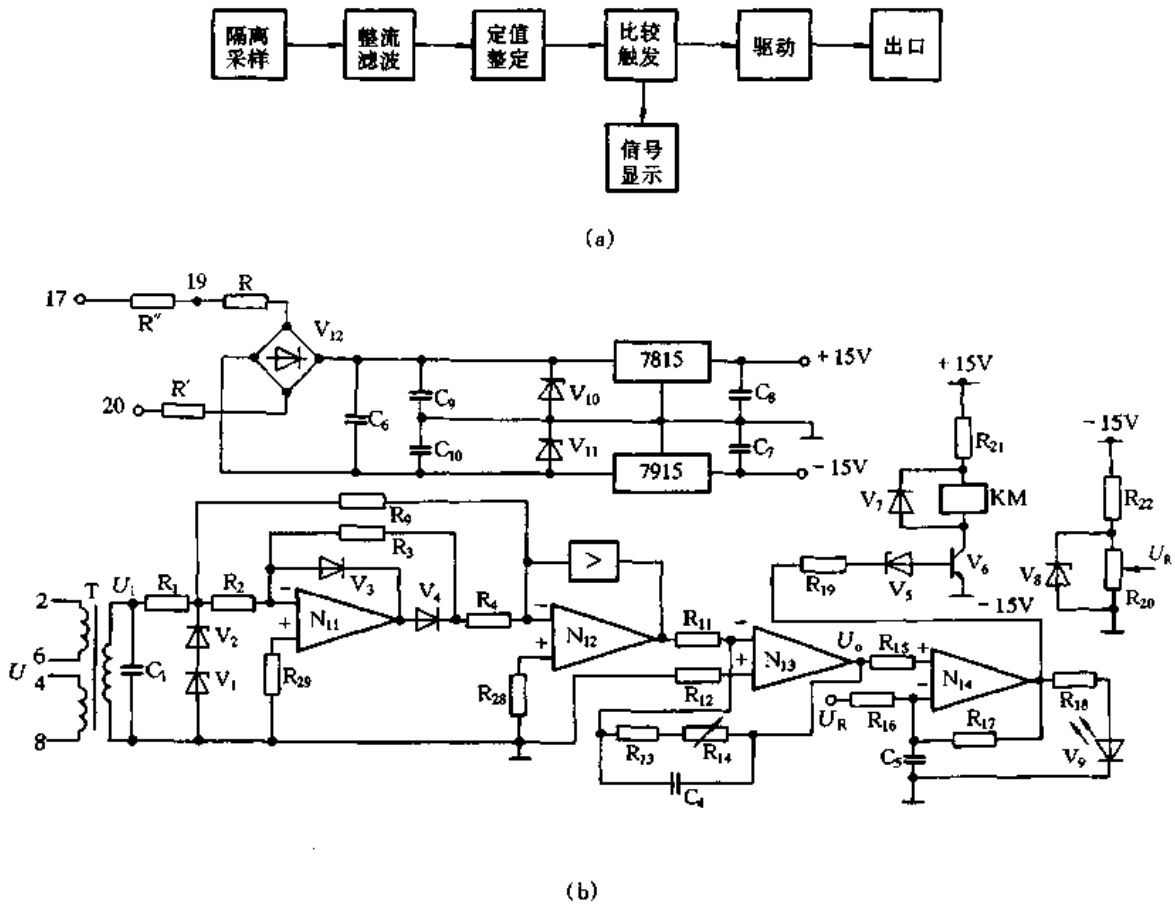 隔离
采样
整流
滤波
定值
整定
比较
触发
驱动
出口
信号
显示
(a)
17
R″
19
R
V12
20
R′
C6
C9
C10
V10
V11
7815
7915
C8
C7
+15V
-15V
+15V
R21
V7
KM
V6
-15V
R19
V5
-15V
R22
V8
R20
UR
R9
R3
V3
V4
R4
>
2
6
U
4
8
T
U1
C1
R1
R2
V2
V1
-
+
N11
R29
-
+
N12
R28
R11
R12
-
+
N13
Uo
R13
R14
C4
R15
UR
R16
+
-
N14
R17
C5
R18
V9
(b)